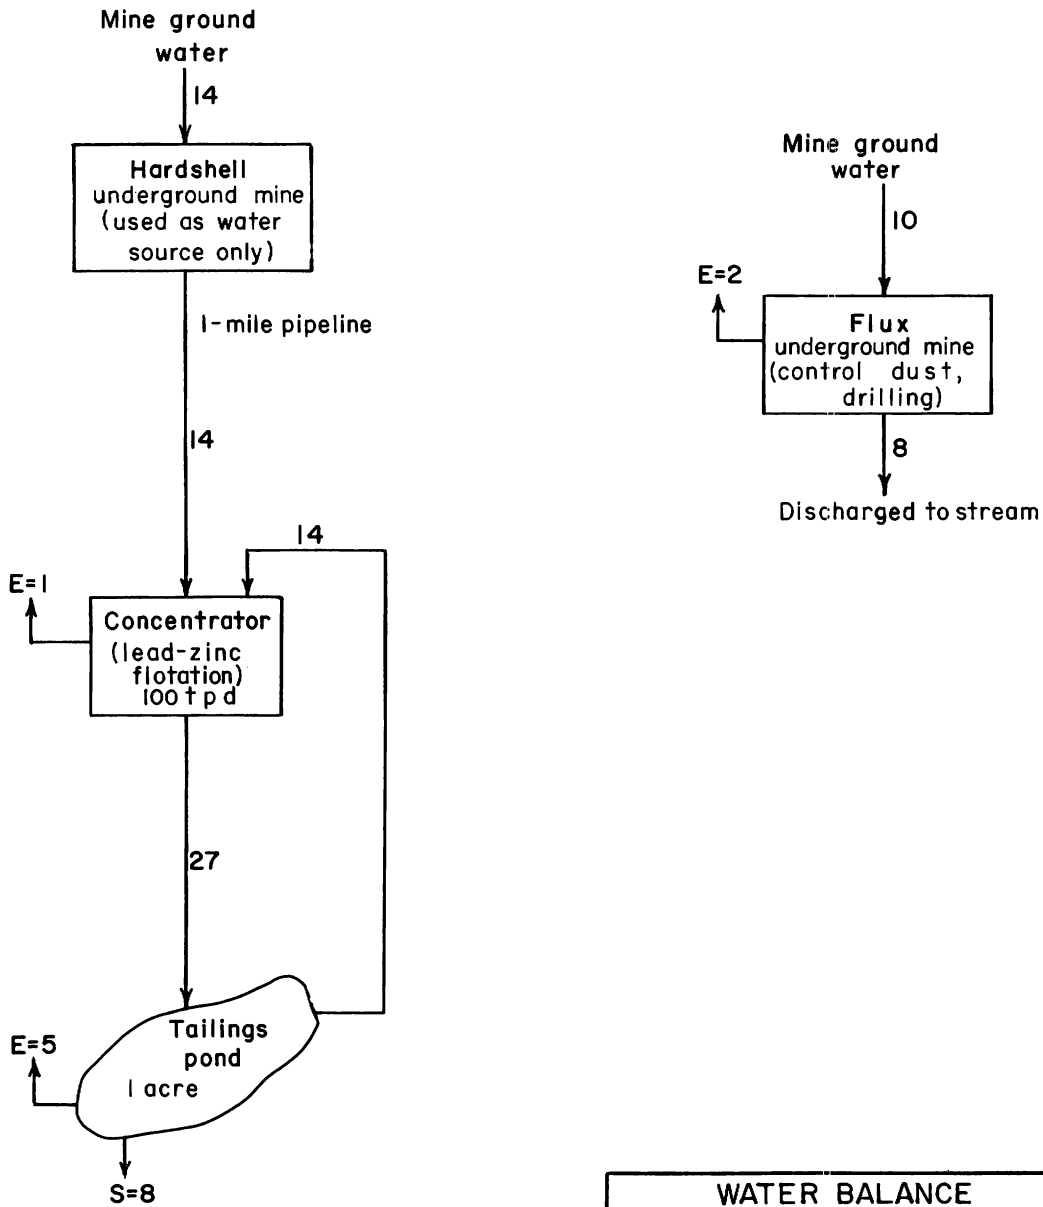 Mine ground
water
14
Hardshell
underground mine
(used as water
source only)
1-mile pipeline
14
14
E=1
Concentrator
(lead-zinc
flotation)
100 tpd
27
Tailings
pond
1 acre
E=5
S=8
Mine ground
water
10
E=2
Flux
underground mine
(control dust,
drilling)
8
Discharged to stream
WATER BALANCE